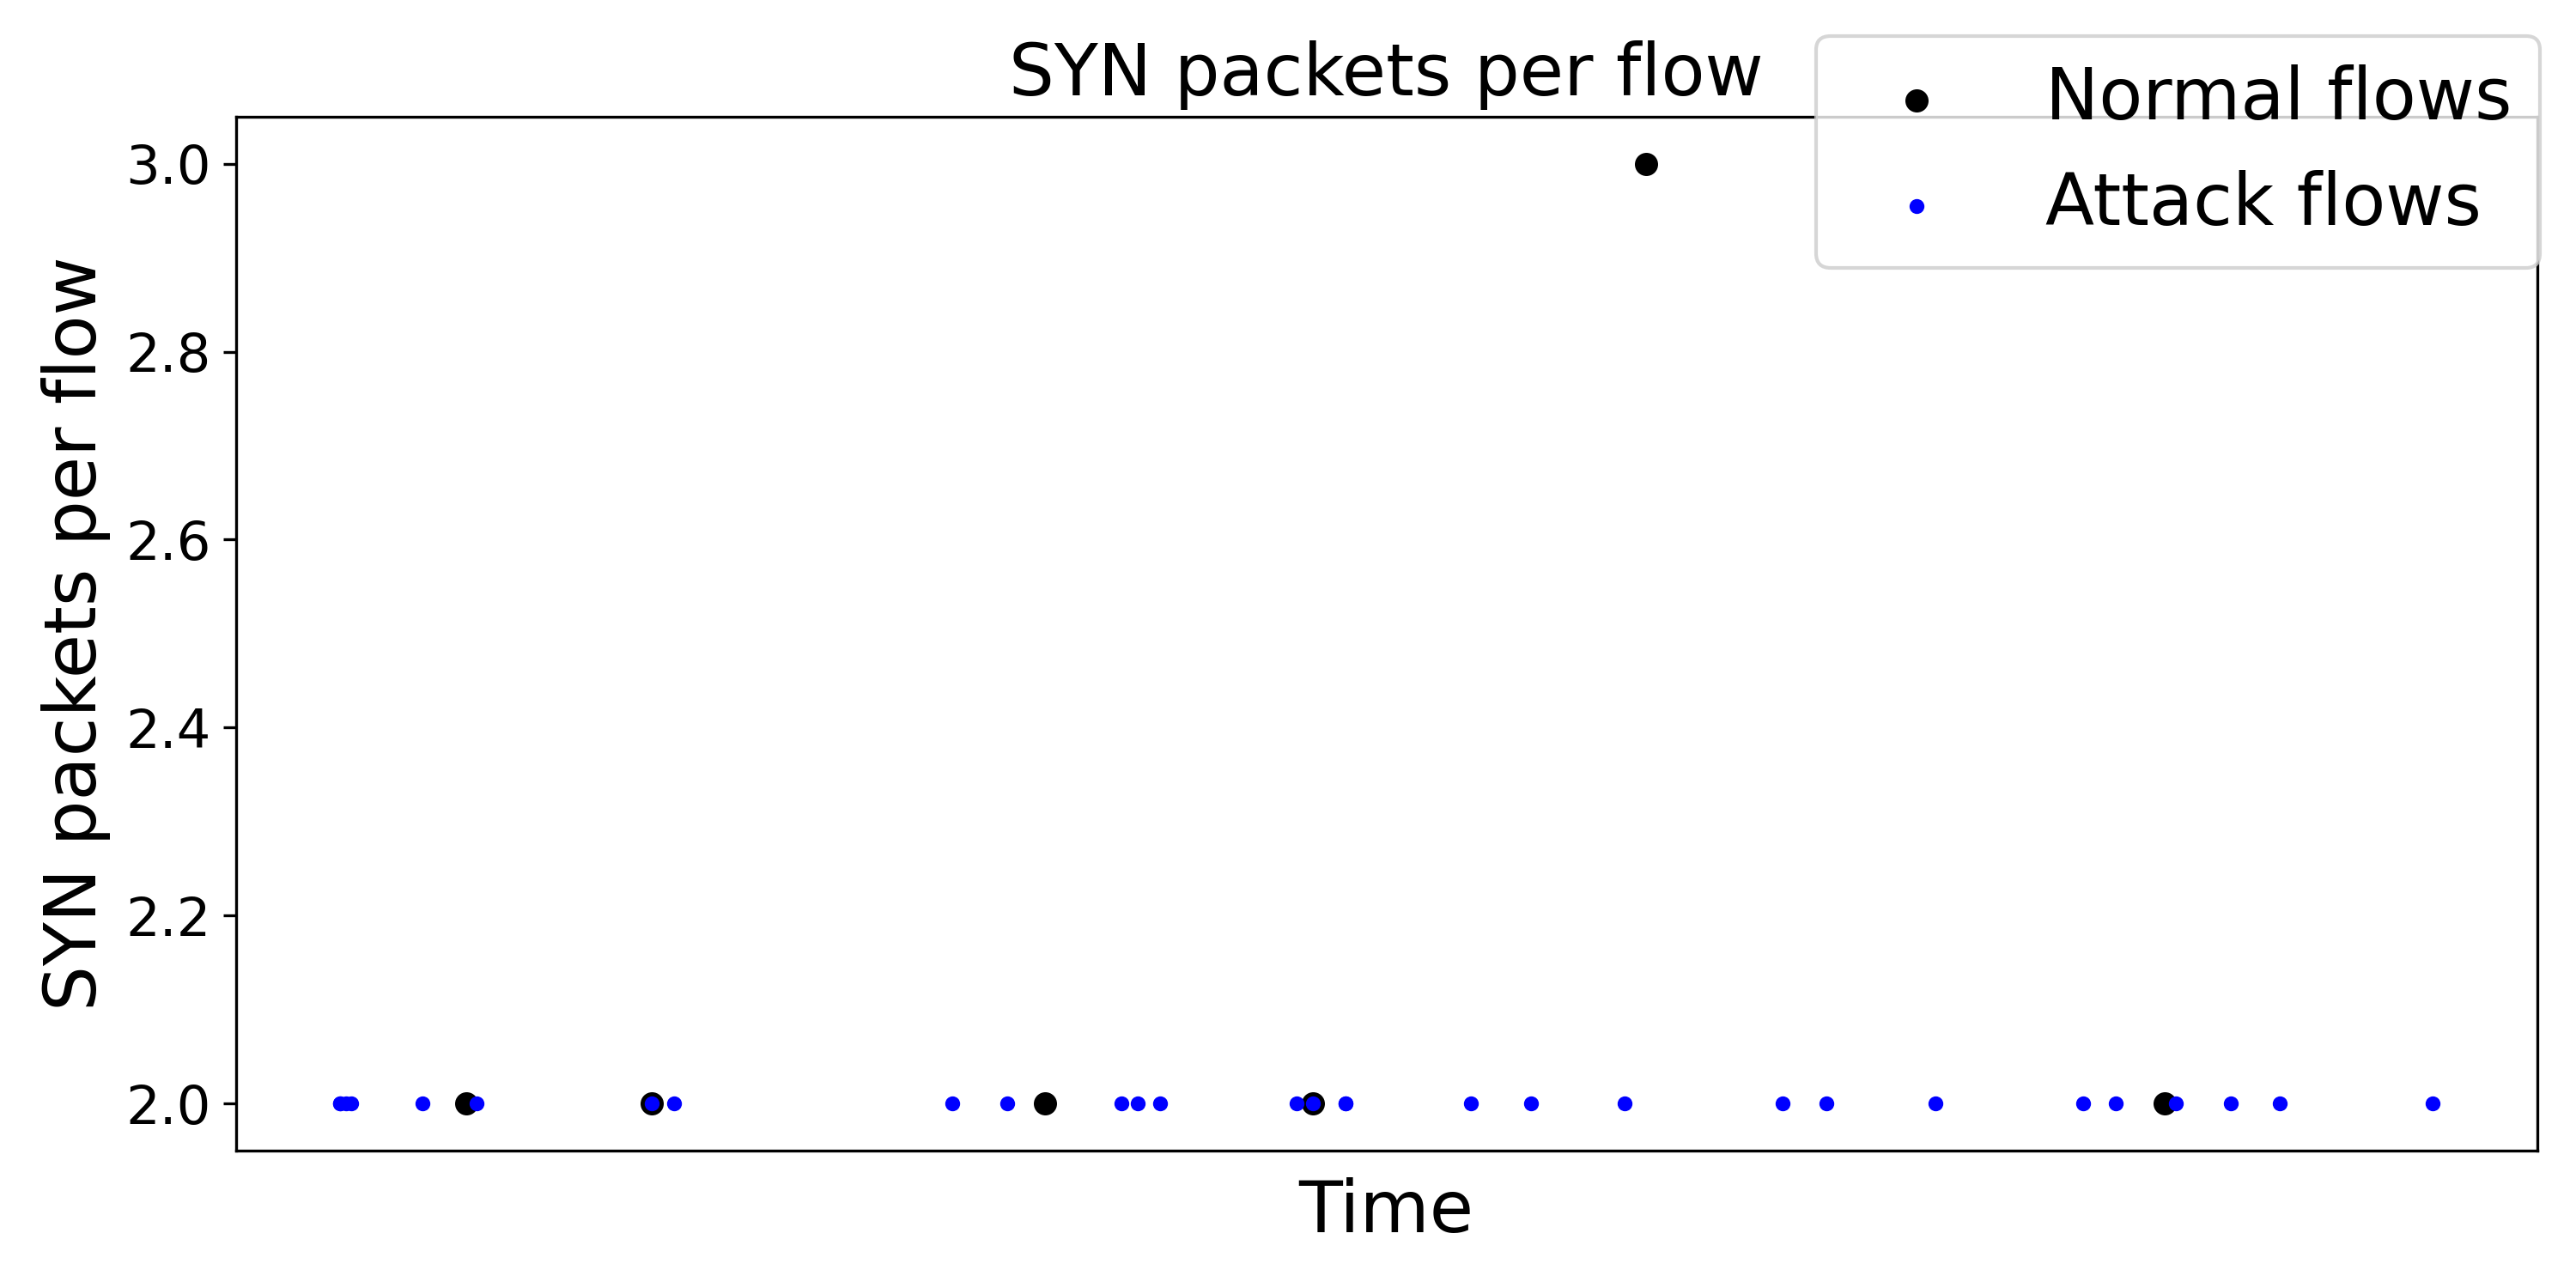 SYN packets per flow
Normal flows
Attack flows
SYN packets per flow
3.0
2.8
2.6
2.4
2.2
2.0
Time